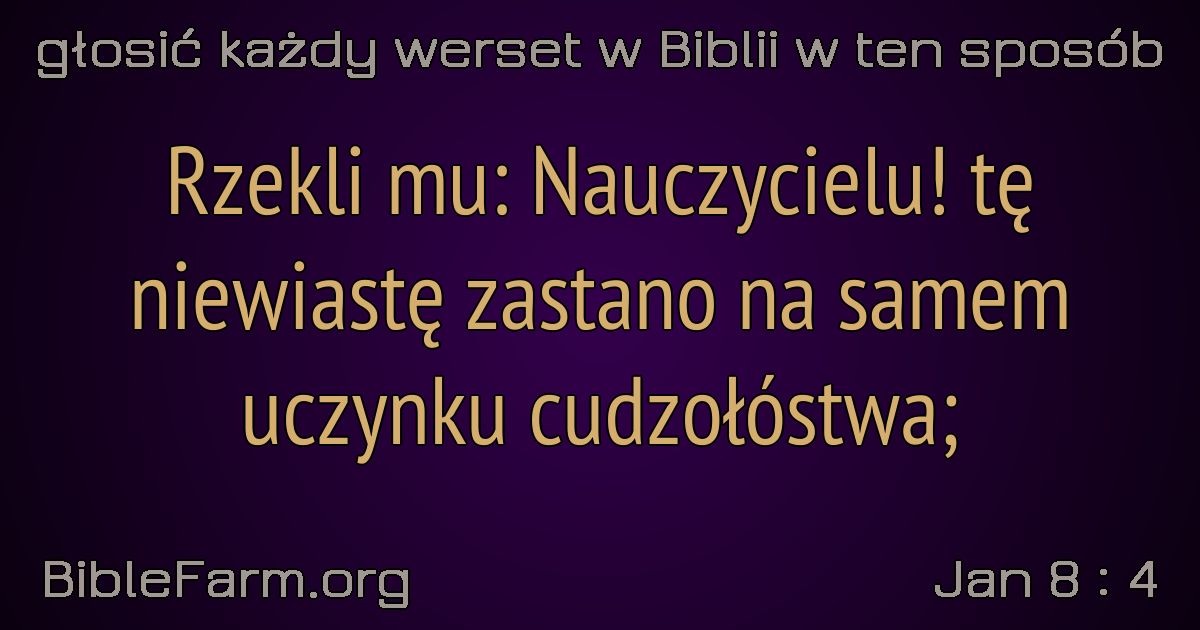 głosić każdy werset w Biblii w ten sposób
Rzekli mu: Nauczycielu! tę
niewiastę zastano na samem
uczynku cudzołóstwa;
BibleFarm.org
Jan 8 : 4